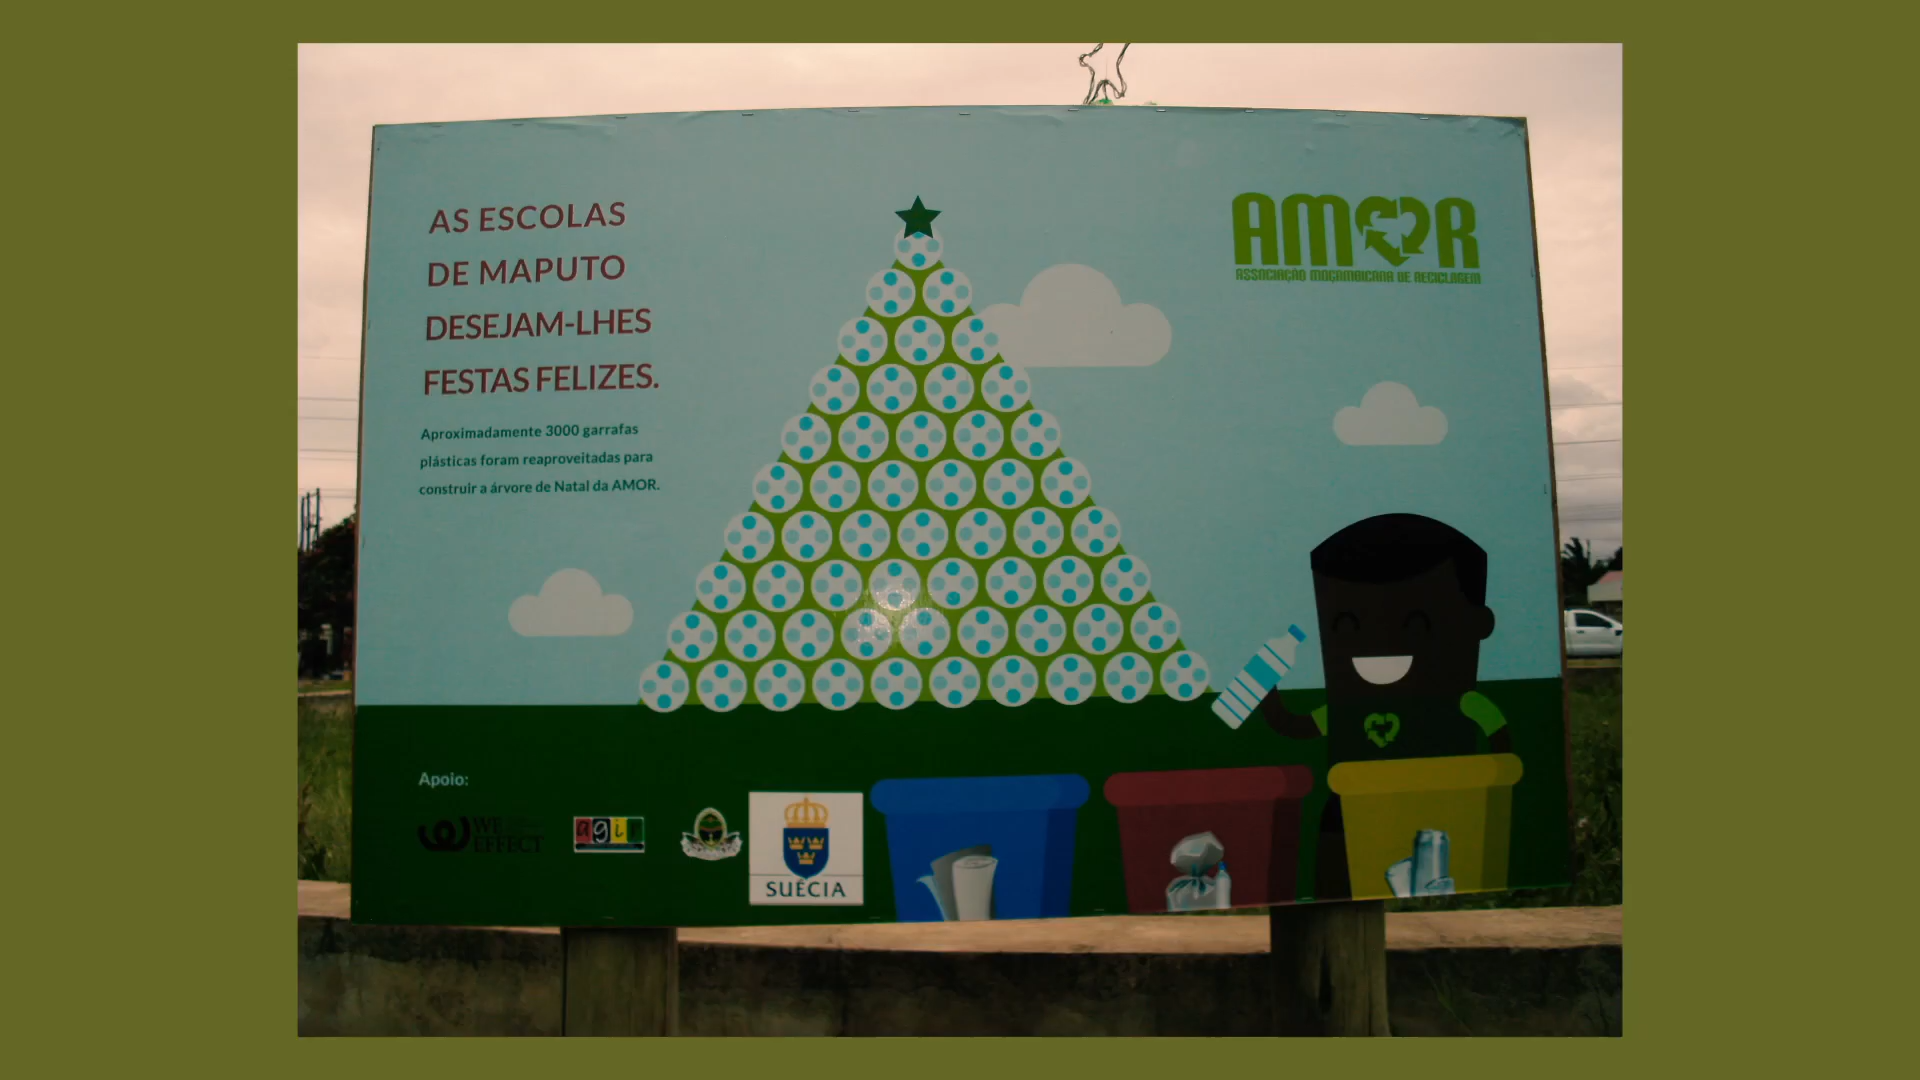 AS ESCOLAS
DE MAPUTO
DESEJAM-LHES
FESTAS FELIZES.
Aproximadamente 3000 garrafas
plásticas foram reaproveitadas para
construir a árvore de Natal da AMOR.
AMOR
ASSOCIAÇÃO MOÇAMBICANA DE RECICLAGEM
Apoio:
WE
EFFECT
agir
SUÉCIA